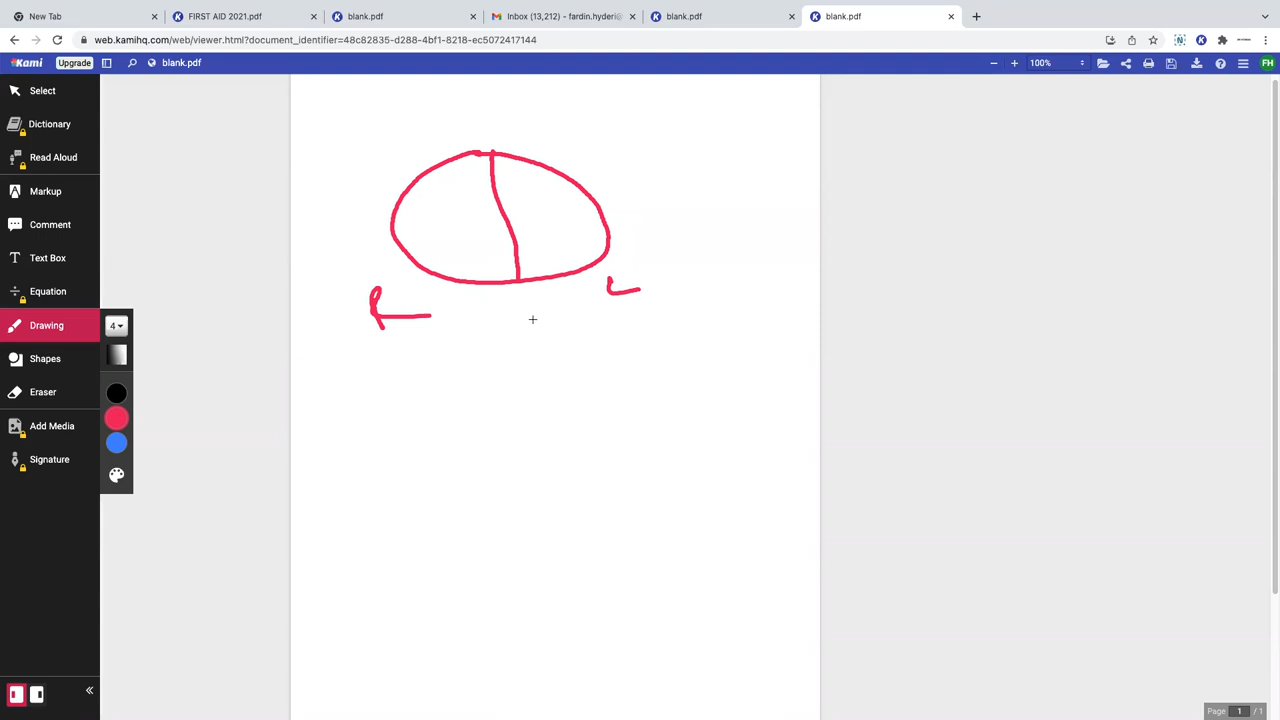 New Tab
FIRST AID 2021.pdf
blank.pdf
Inbox (13,212) - fardin.hyderi@
blank.pdf
blank.pdf
web.kamihq.com/web/viewer.html?document_identifier=48c82835-d288-4bf1-8218-ec5072417144
Kami Upgrade blank.pdf 100% FH
Select
Dictionary
Read Aloud
Markup
Comment
Text Box
Equation
Drawing
Shapes
Eraser
Add Media
Signature
4
L
Page: 1 / 1